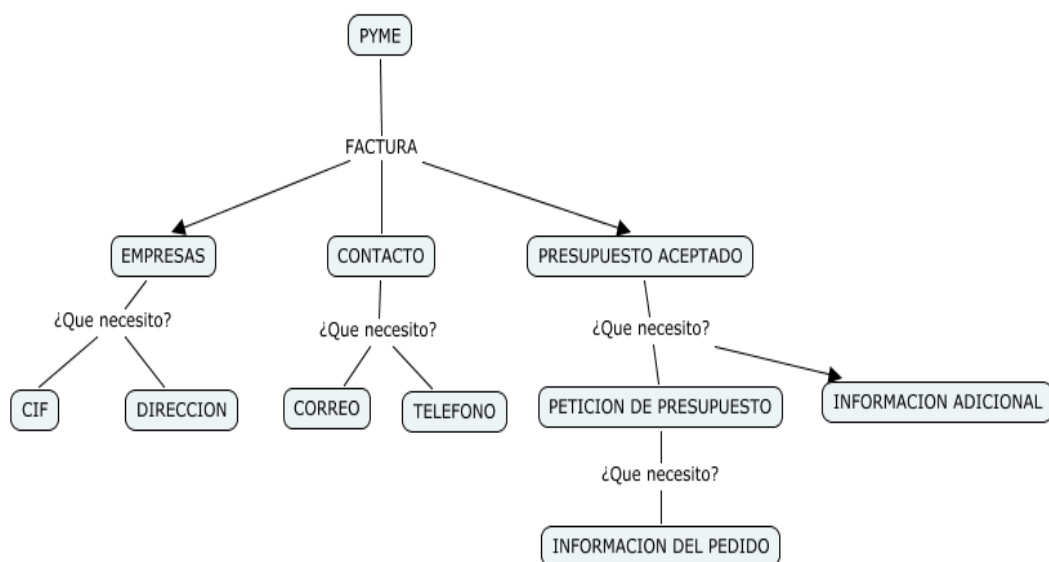 PYME
FACTURA
EMPRESAS
CONTACTO
PRESUPUESTO ACEPTADO
¿Que necesito?
¿Que necesito?
¿Que necesito?
CIF
DIRECCION
CORREO
TELEFONO
PETICION DE PRESUPUESTO
INFORMACION ADICIONAL
¿Que necesito?
INFORMACION DEL PEDIDO